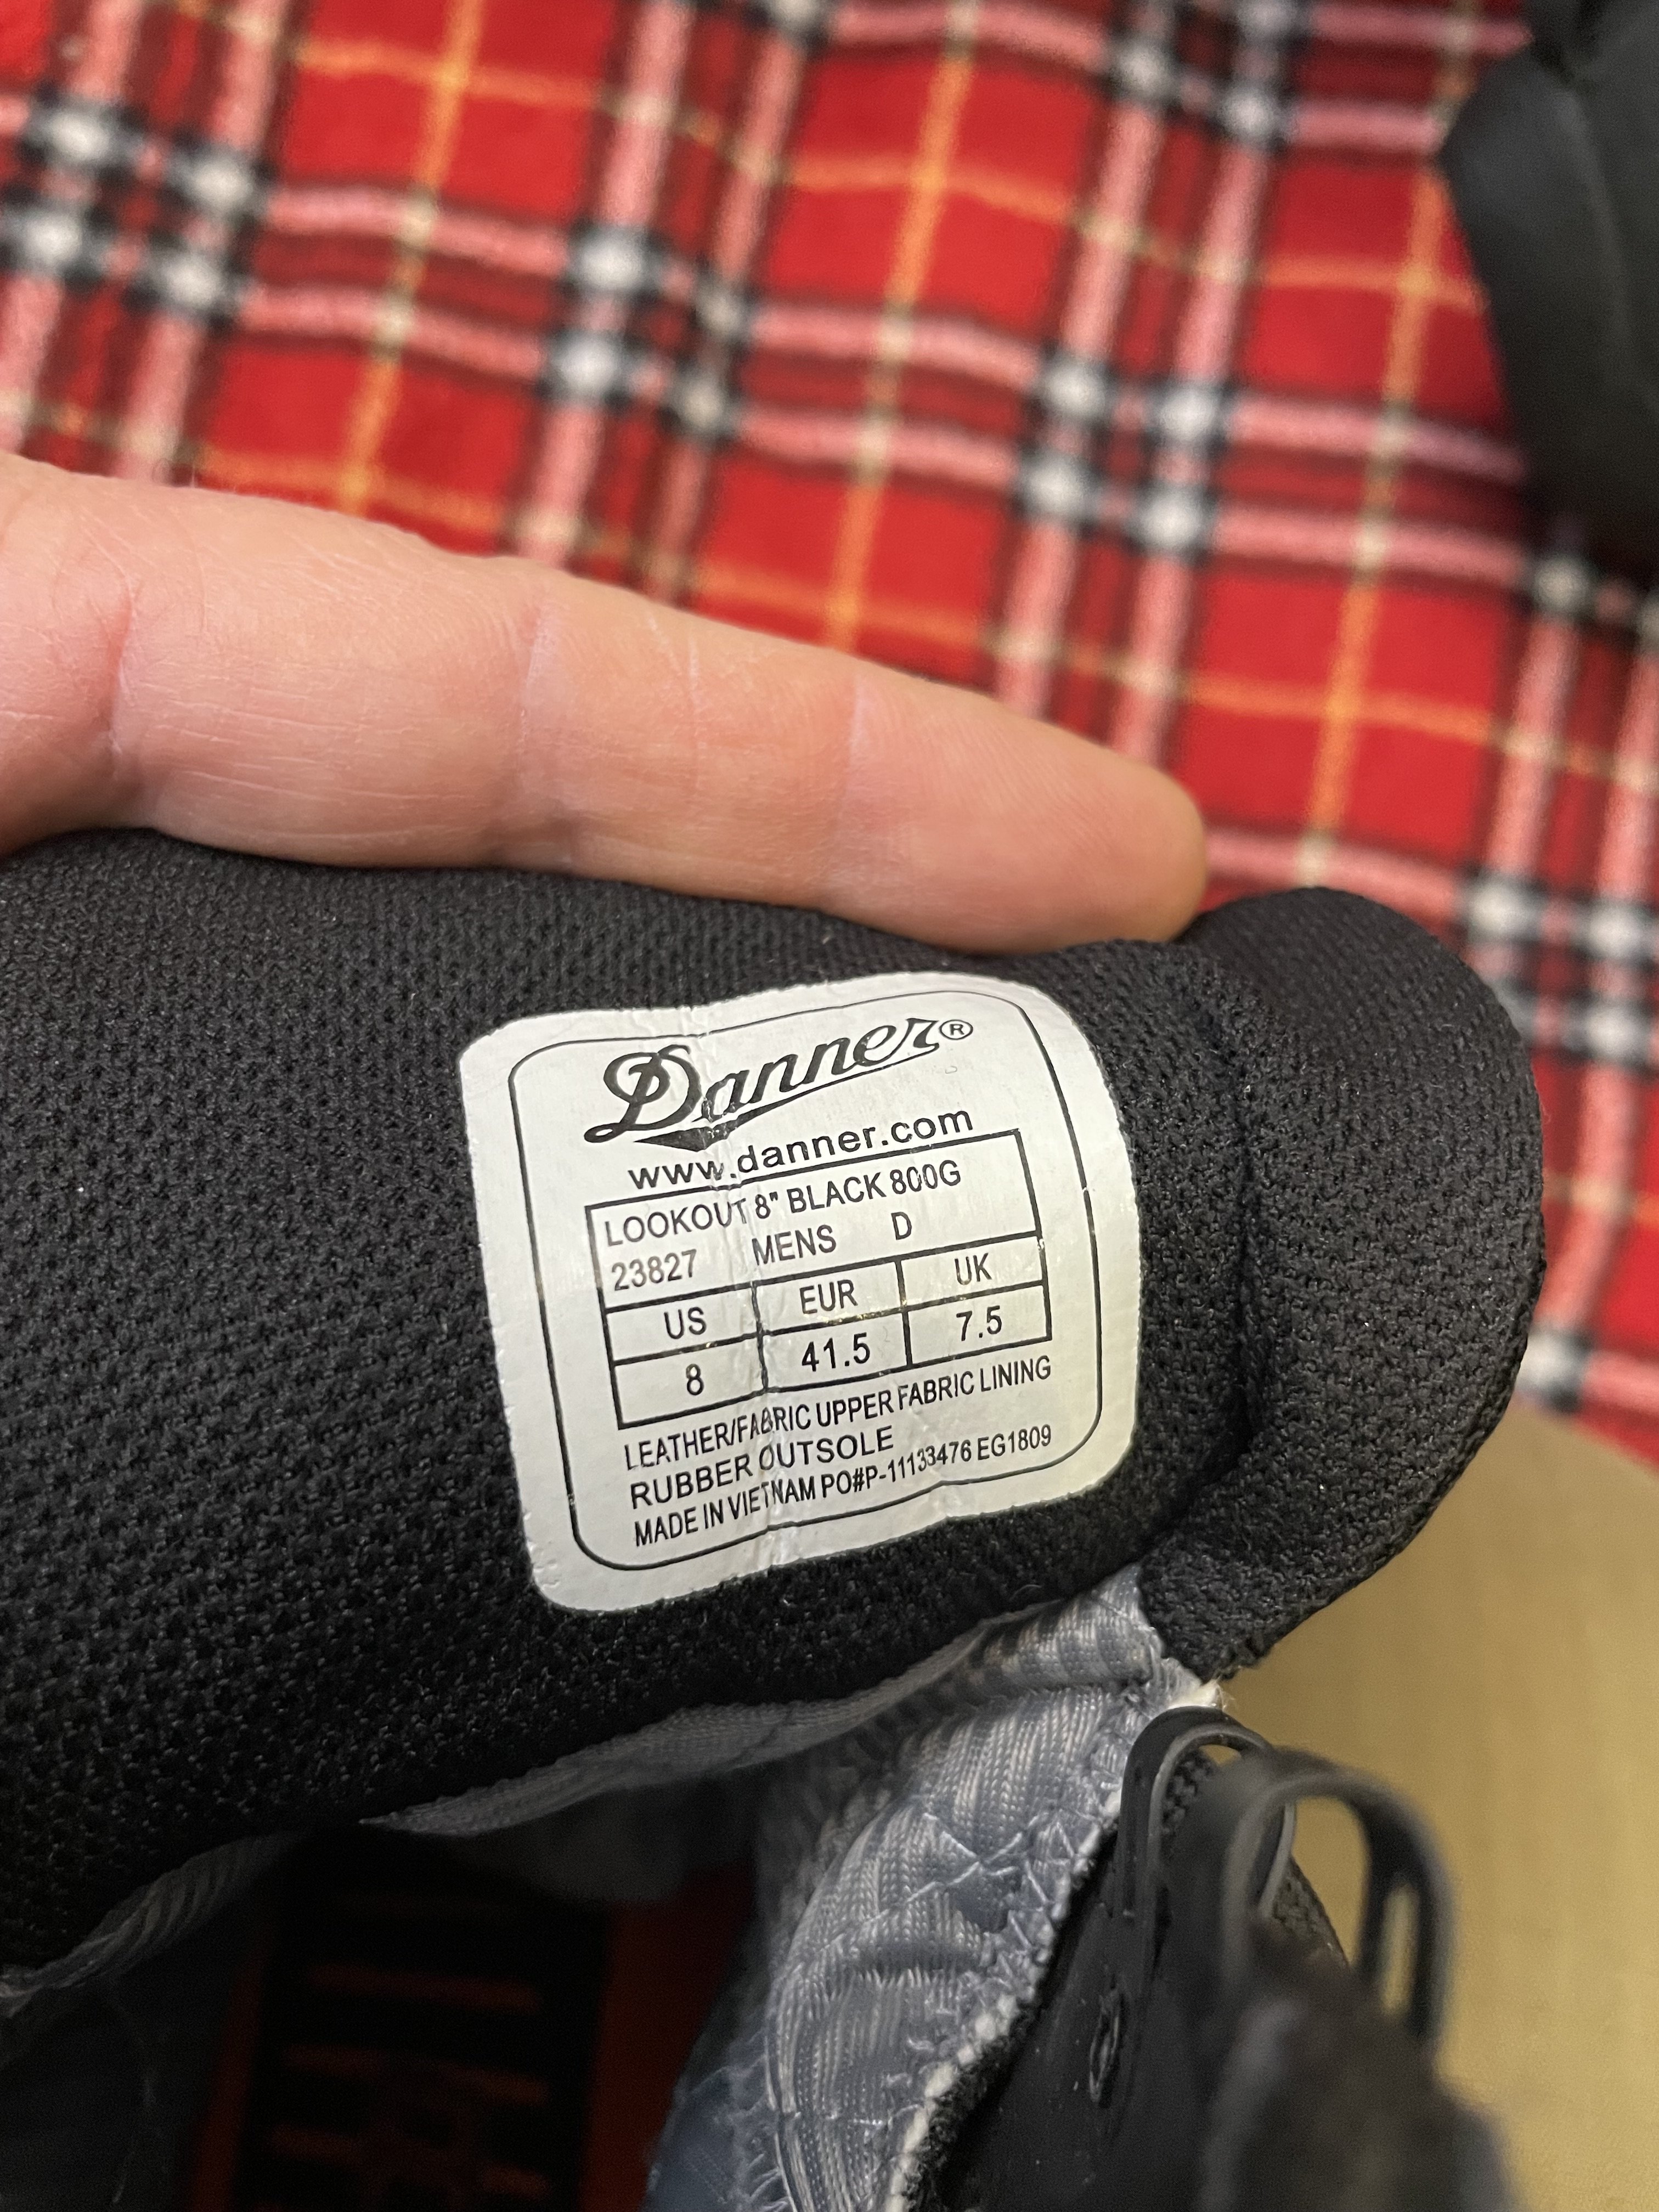 Danner®
www.danner.com
LOOKOUT 8" BLACK 800G
23827 MENS D
US EUR UK
8 41.5 7.5
LEATHER/FABRIC UPPER FABRIC LINING
RUBBER OUTSOLE
MADE IN VIETNAM PO#P-11133476 EG1809